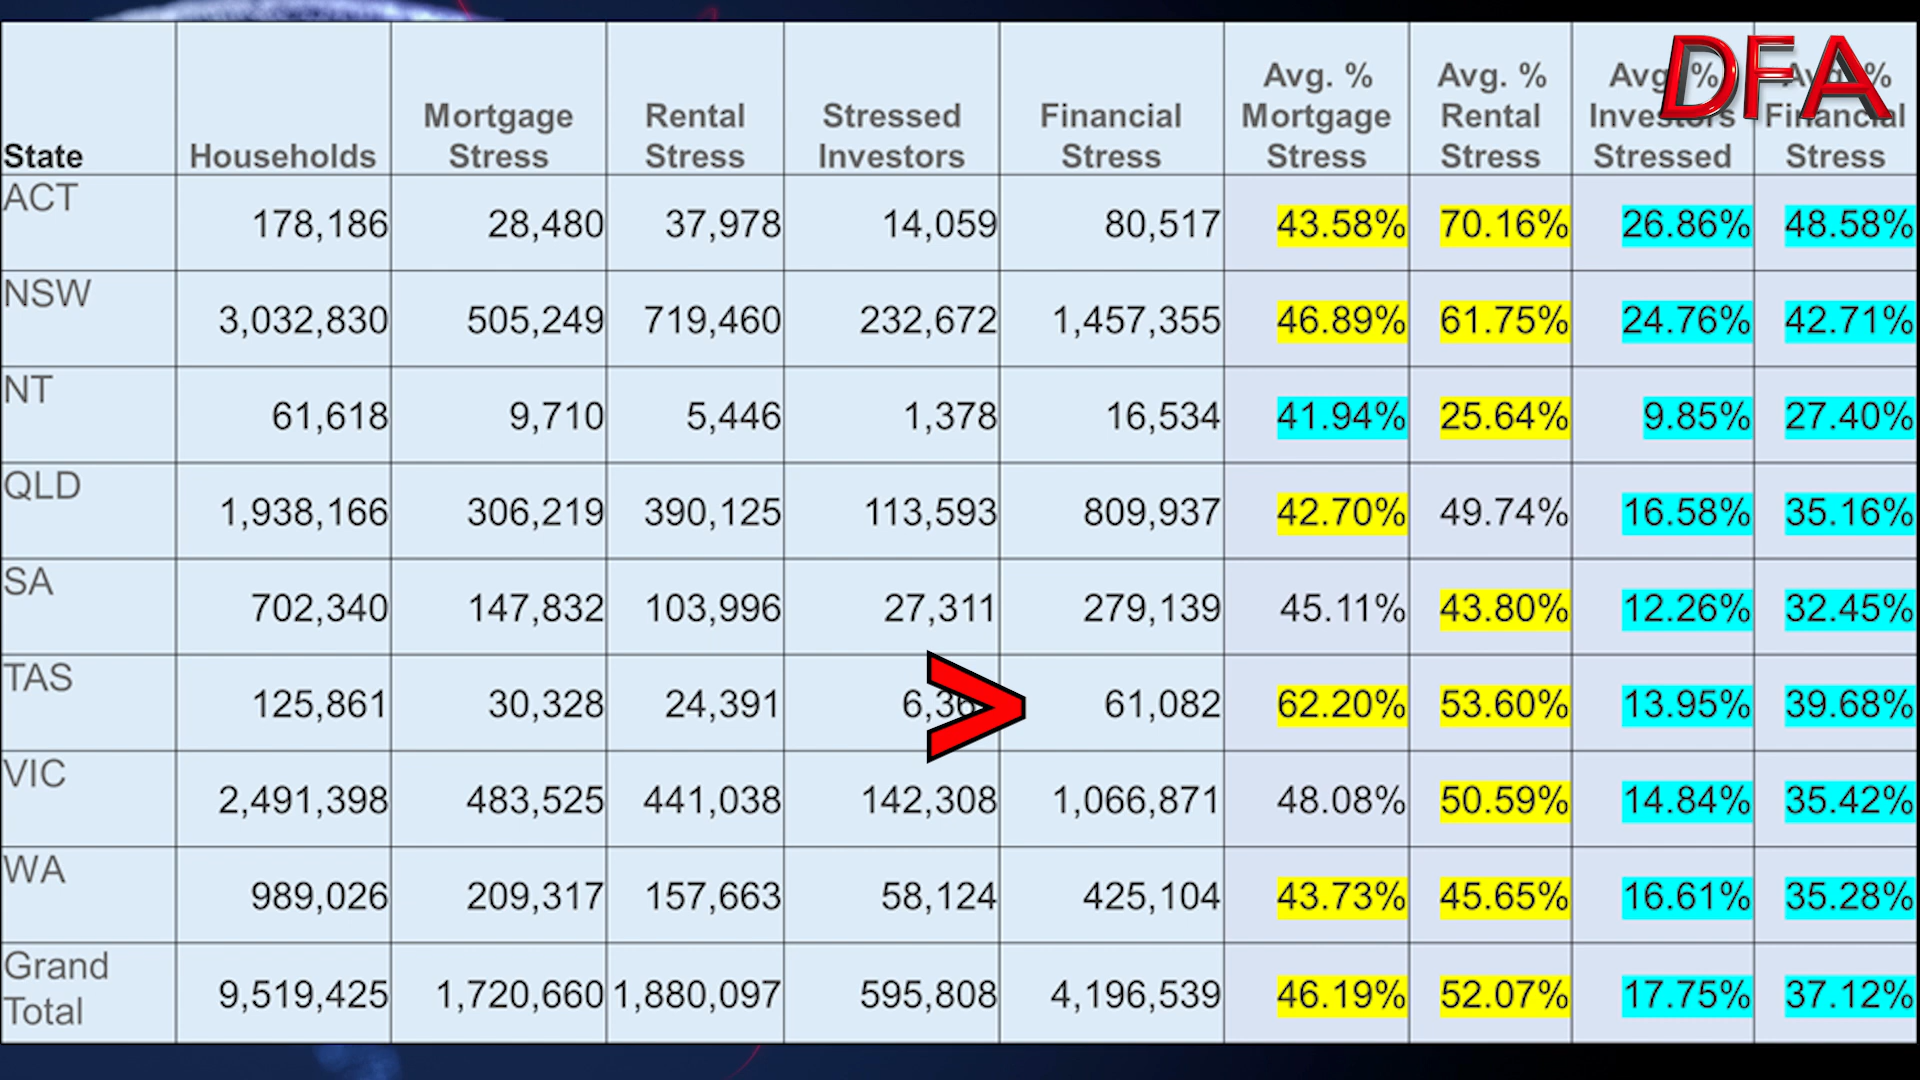 State Households Mortgage Stress Rental Stress Stressed Investors Financial Stress Avg. % Mortgage Stress Avg. % Rental Stress Avg. % Investors Stressed Avg. % Financial Stress
DFA
ACT 178,186 28,480 37,978 14,059 80,517 43.58% 70.16% 26.86% 48.58%
NSW 3,032,830 505,249 719,460 232,672 1,457,355 46.89% 61.75% 24.76% 42.71%
NT 61,618 9,710 5,446 1,378 16,534 41.94% 25.64% 9.85% 27.40%
QLD 1,938,166 306,219 390,125 113,593 809,937 42.70% 49.74% 16.58% 35.16%
SA 702,340 147,832 103,996 27,311 279,139 45.11% 43.80% 12.26% 32.45%
TAS 125,861 30,328 24,391 61,082 62.20% 53.60% 13.95% 39.68%
VIC 2,491,398 483,525 441,038 142,308 1,066,871 48.08% 50.59% 14.84% 35.42%
WA 989,026 209,317 157,663 58,124 425,104 43.73% 45.65% 16.61% 35.28%
Grand Total 9,519,425 1,720,660 1,880,097 595,808 4,196,539 46.19% 52.07% 17.75% 37.12%